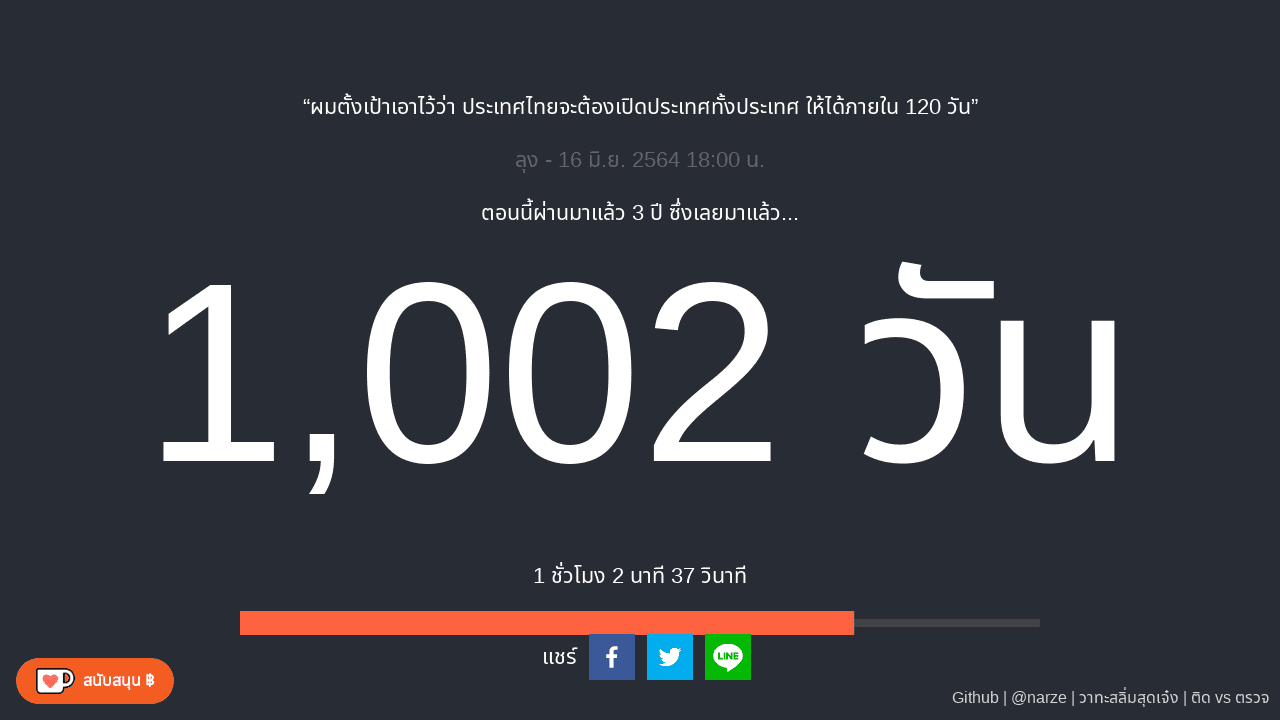 “ผมตั้งเป้าเอาไว้ว่า ประเทศไทยจะต้องเปิดประเทศทั้งประเทศ ให้ได้ภายใน 120 วัน”
ลุง - 16 มิ.ย. 2564 18:00 น.
ตอนนี้ผ่านมาแล้ว 3 ปี ซึ่งเลยมาแล้ว...
1,002 วัน
1 ชั่วโมง 2 นาที 37 วินาที
แชร์
LINE
สนับสนุน ฿
Github | @narze | วาทะสลิ่มสุดเจ๋ง | ติด vs ตรวจ